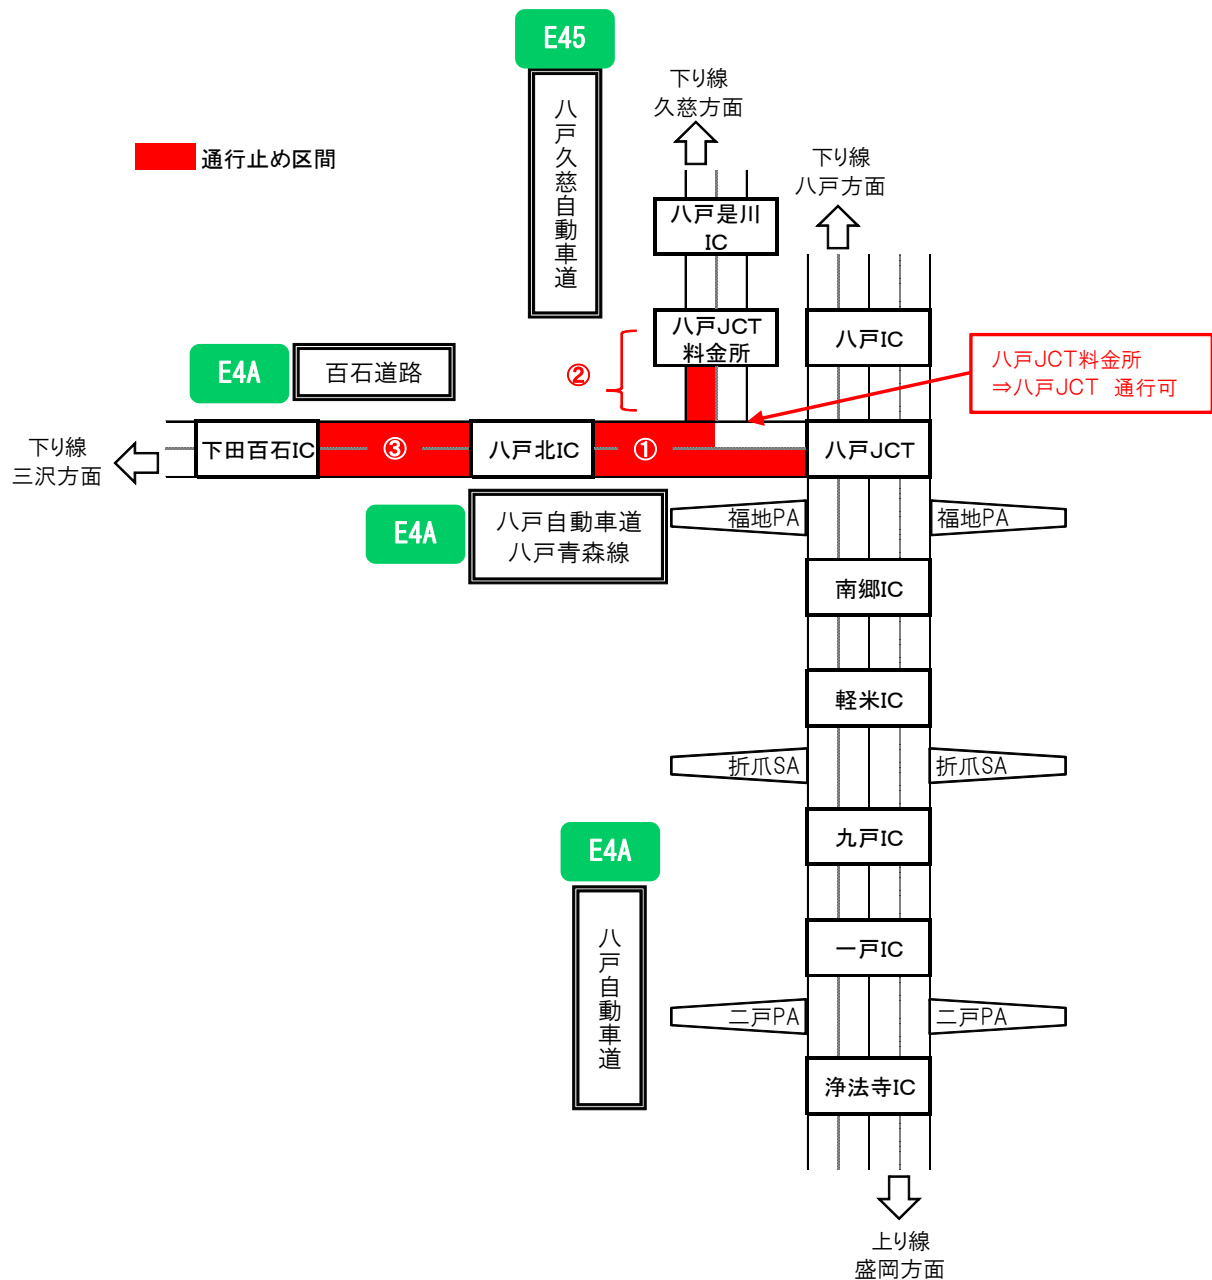 E45
八戸久慈自動車道
下り線
久慈方面
通行止め区間
下り線
八戸方面
八戸是川
IC
八戸JCT
料金所
八戸IC
②
八戸JCT料金所
⇒八戸JCT　通行可
E4A
百石道路
下り線
三沢方面
下田百石IC
③
八戸北IC
①
八戸JCT
E4A
八戸自動車道
八戸青森線
福地PA
福地PA
南郷IC
軽米IC
折爪SA
折爪SA
九戸IC
E4A
八戸自動車道
一戸IC
二戸PA
二戸PA
浄法寺IC
上り線
盛岡方面